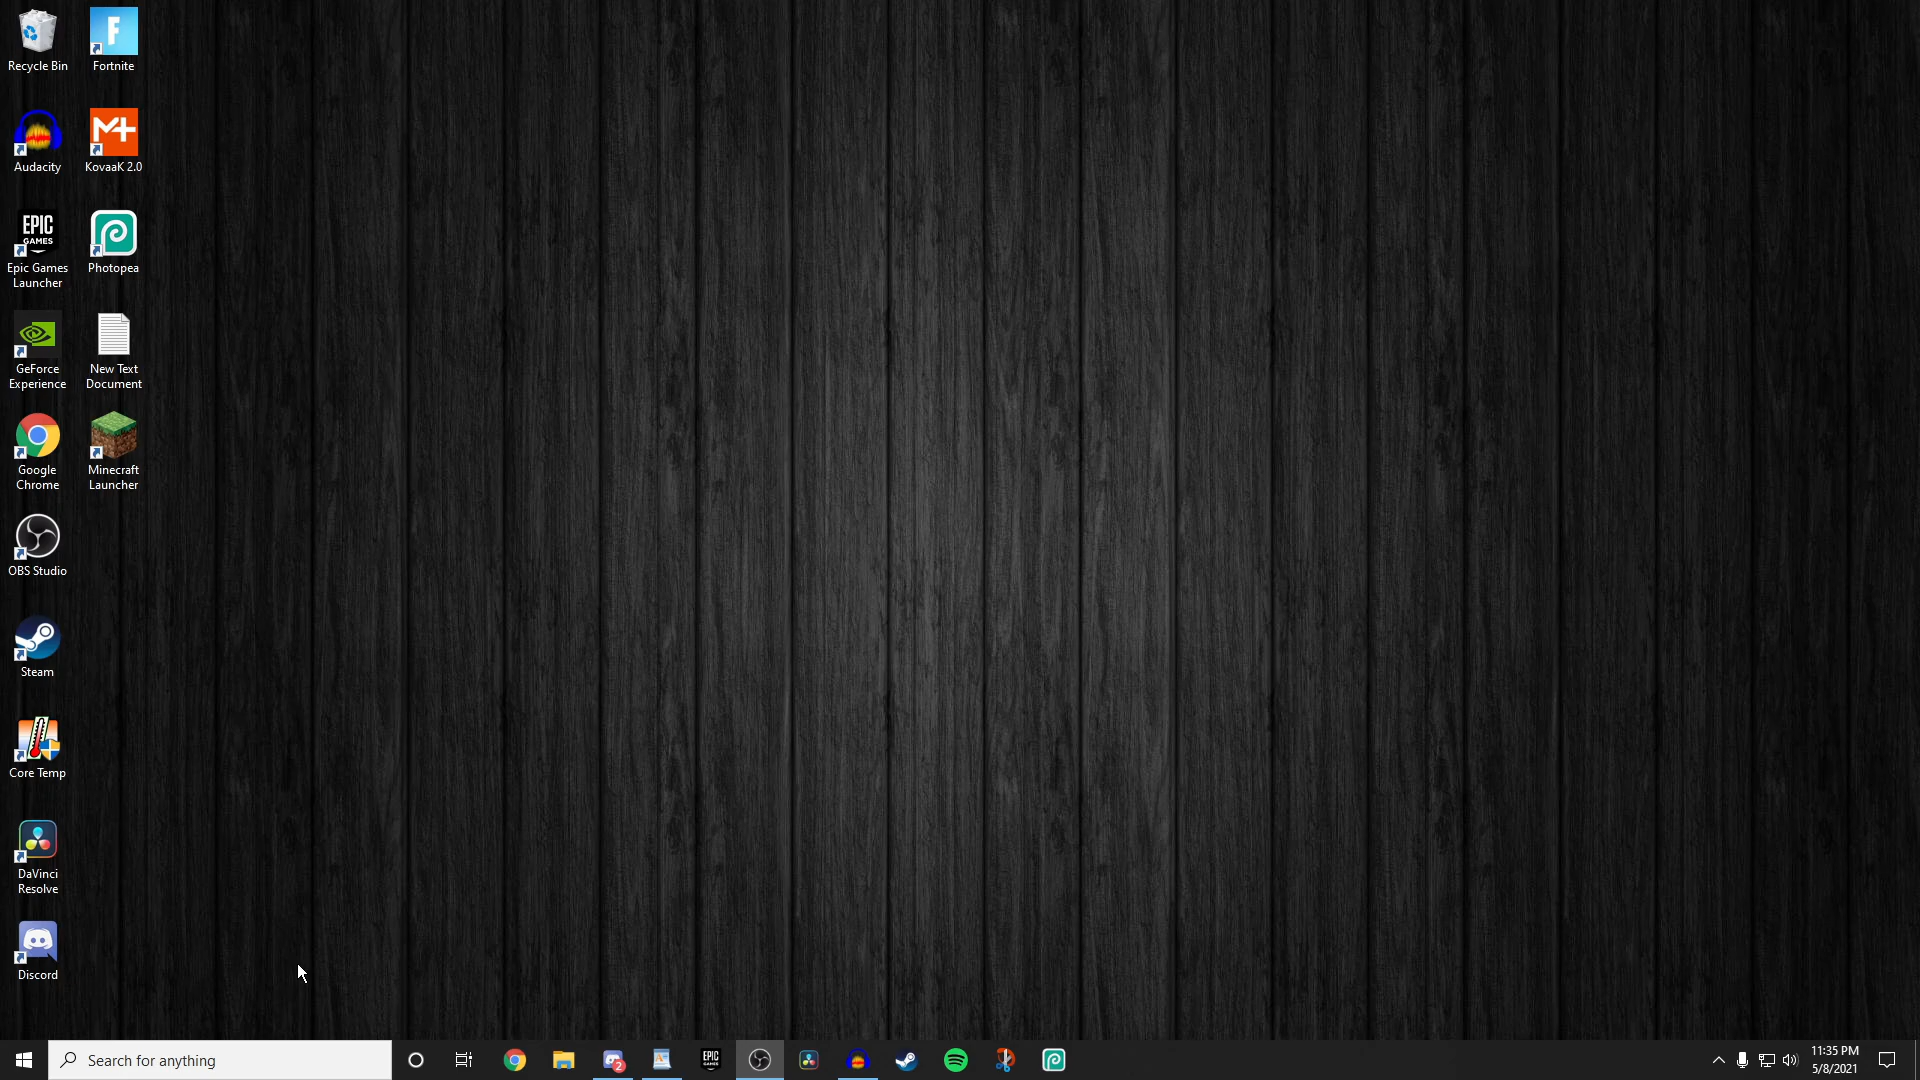 Recycle Bin
Fortnite
Audacity
KovaaK 2.0
EPIC
GAMES
Epic Games
Launcher
Photopea
GeForce
Experience
New Text
Document
Google
Chrome
Minecraft
Launcher
OBS Studio
Steam
Core Temp
DaVinci
Resolve
Discord
Search for anything
2
EPIC
GAMES
11:35 PM
5/8/2021